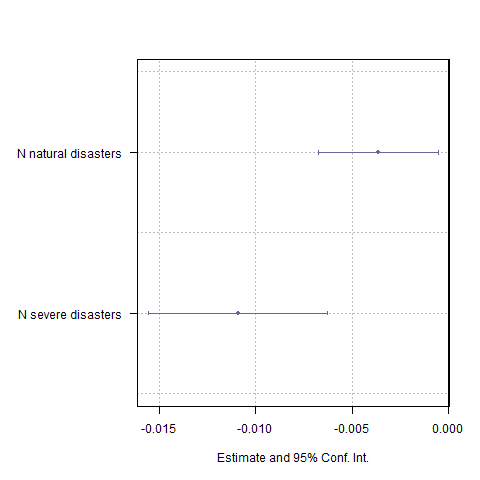 N natural disasters
N severe disasters
-0.015 -0.010 -0.005 0.000
Estimate and 95% Conf. Int.